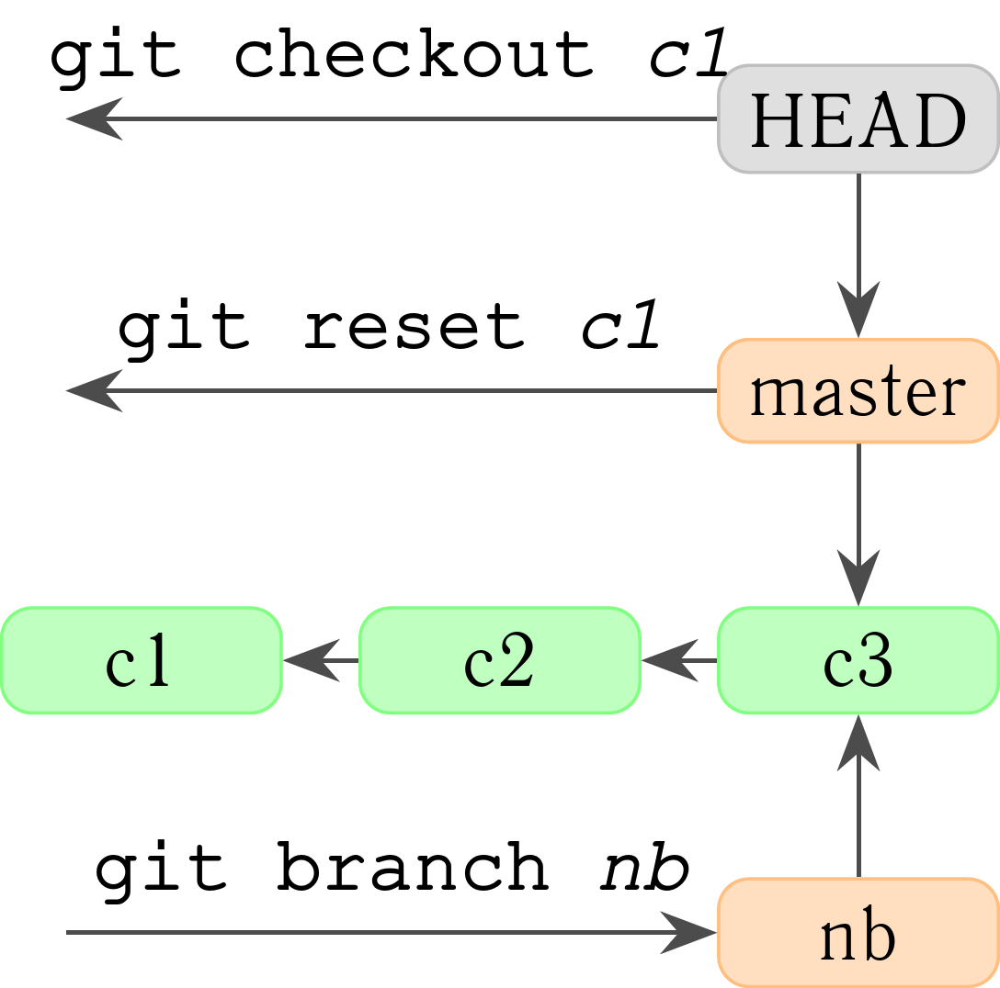 git checkout c1
HEAD
git reset c1
master
c1
c2
c3
git branch nb
nb